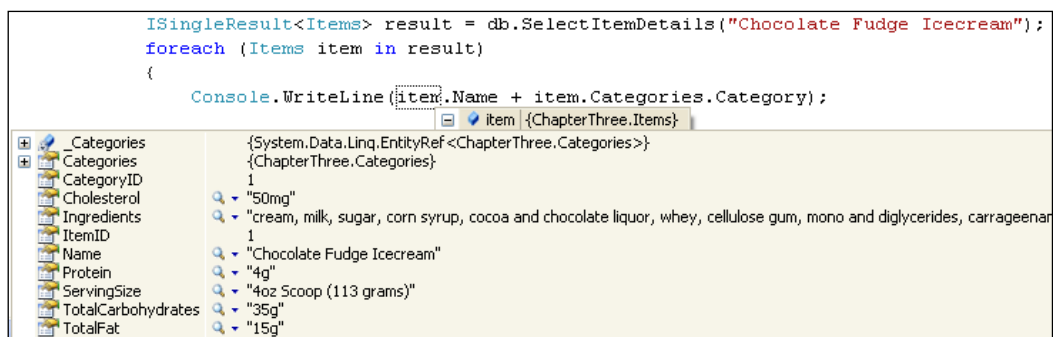 ISingleResult<Items> result = db.SelectItemDetails("Chocolate Fudge Icecream");
foreach (Items item in result)
{
Console.WriteLine(item.Name + item.Categories.Category);
item {ChapterThree.Items}
_Categories {System.Data.Linq.EntityRef<ChapterThree.Categories>}
Categories {ChapterThree.Categories}
CategoryID 1
Cholesterol "50mg"
Ingredients "cream, milk, sugar, corn syrup, cocoa and chocolate liquor, whey, cellulose gum, mono and diglycerides, carrageenan
ItemID 1
Name "Chocolate Fudge Icecream"
Protein "4g"
ServingSize "4oz Scoop (113 grams)"
TotalCarbohydrates "35g"
TotalFat "15g"